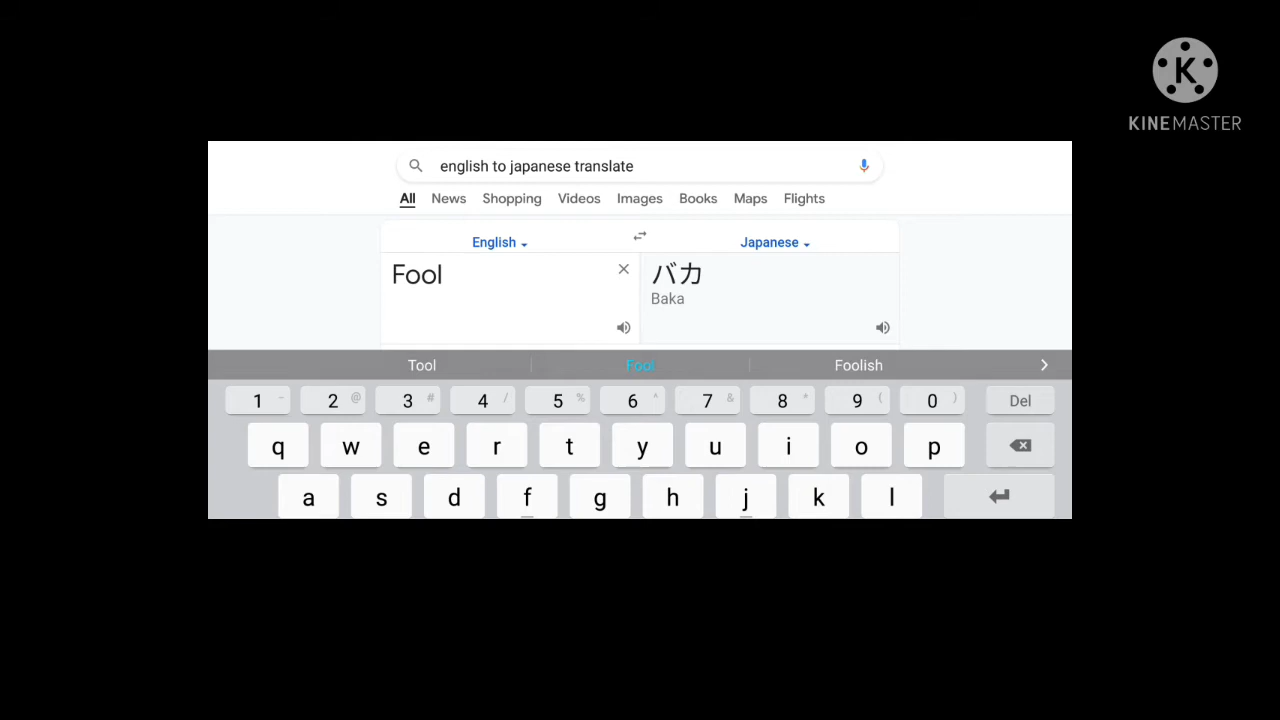 K
KINEMASTER
english to japanese translate
All News Shopping Videos Images Books Maps Flights
English Japanese
Fool バカ
Baka
Tool Fool Foolish
1 - 2 @ 3 # 4 / 5 % 6 ^ 7 & 8 * 9 ( 0 ) Del
q w e r t y u i o p
a s d f g h j k l